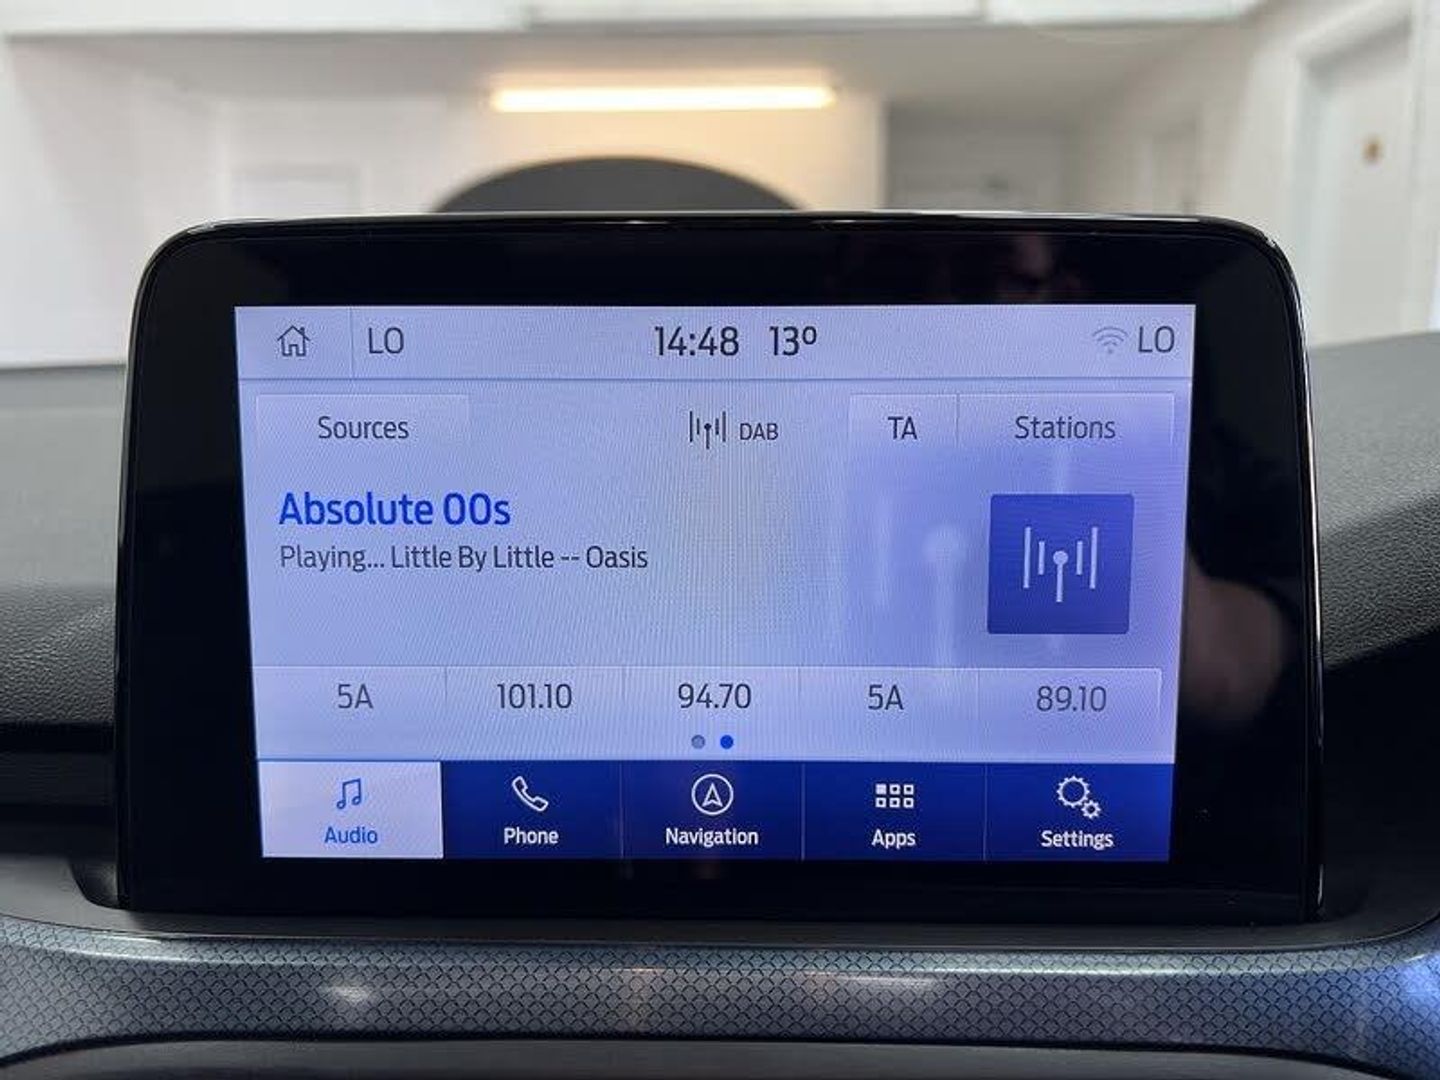 LO 14:48 13º LO
Sources DAB TA Stations
Absolute 00s
Playing... Little By Little -- Oasis
5A 101.10 94.70 5A 89.10
Audio Phone Navigation Apps Settings